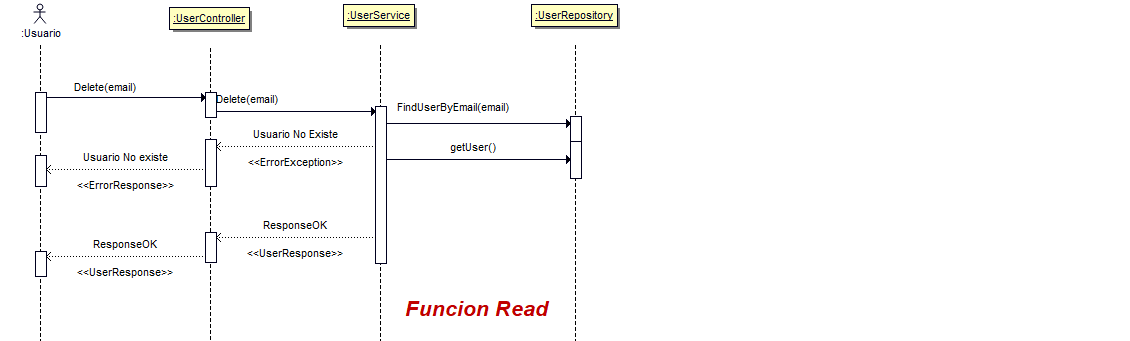 :Usuario
:UserController
:UserService
:UserRepository
Delete(email)
Delete(email)
FindUserByEmail(email)
Usuario No Existe
getUser()
Usuario No existe
<<ErrorException>>
<<ErrorResponse>>
ResponseOK
ResponseOK
<<UserResponse>>
<<UserResponse>>
Funcion Read